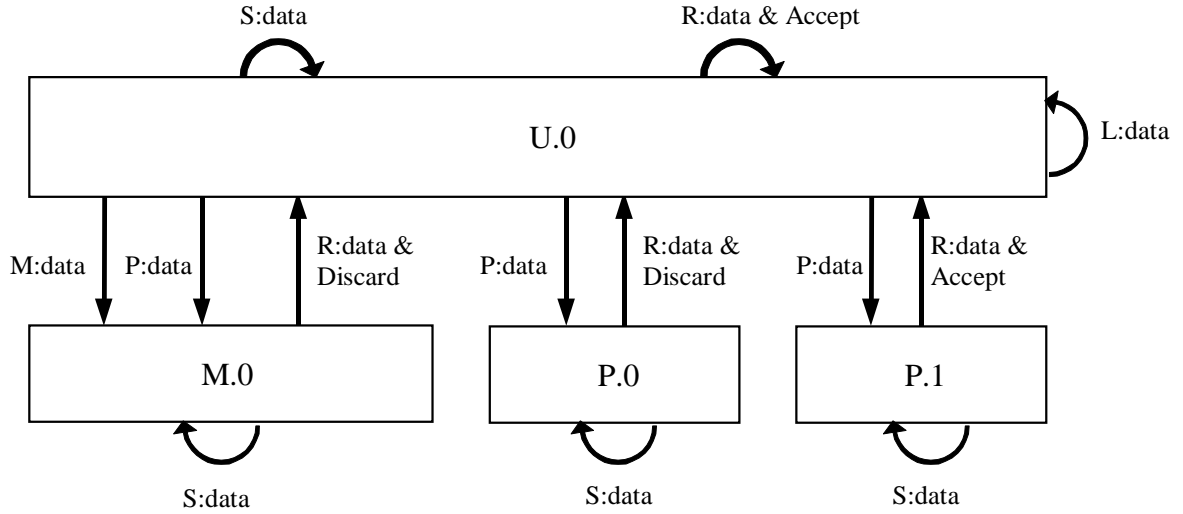 S:data
R:data & Accept
U.0
L:data
M:data
P:data
R:data &
Discard
P:data
R:data &
Discard
P:data
R:data &
Accept
M.0
P.0
P.1
S:data
S:data
S:data